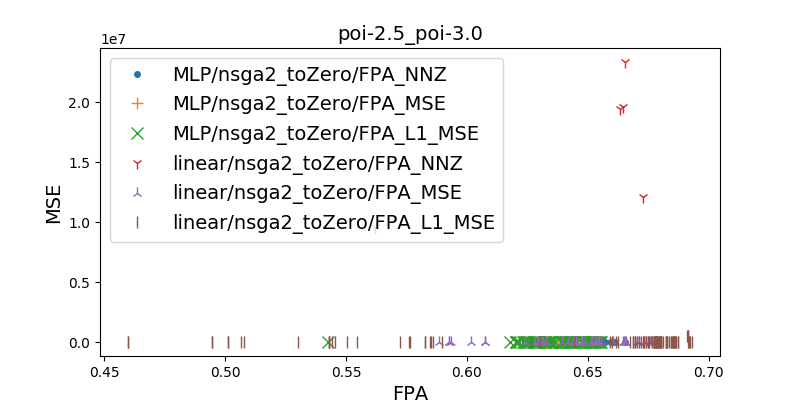 poi-2.5_poi-3.0
1e7
MLP/nsga2_toZero/FPA_NNZ
MLP/nsga2_toZero/FPA_MSE
MLP/nsga2_toZero/FPA_L1_MSE
linear/nsga2_toZero/FPA_NNZ
linear/nsga2_toZero/FPA_MSE
linear/nsga2_toZero/FPA_L1_MSE
MSE
2.0
1.5
1.0
0.5
0.0
0.45 0.50 0.55 0.60 0.65 0.70
FPA